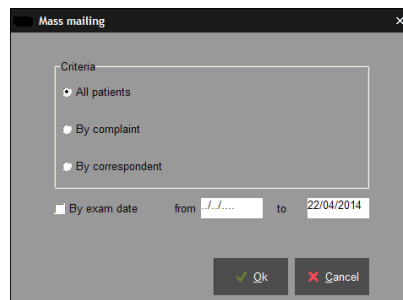 Mass mailing
Criteria
All patients
By complaint
By correspondent
By exam date from ../../.... to 22/04/2014
Ok Cancel